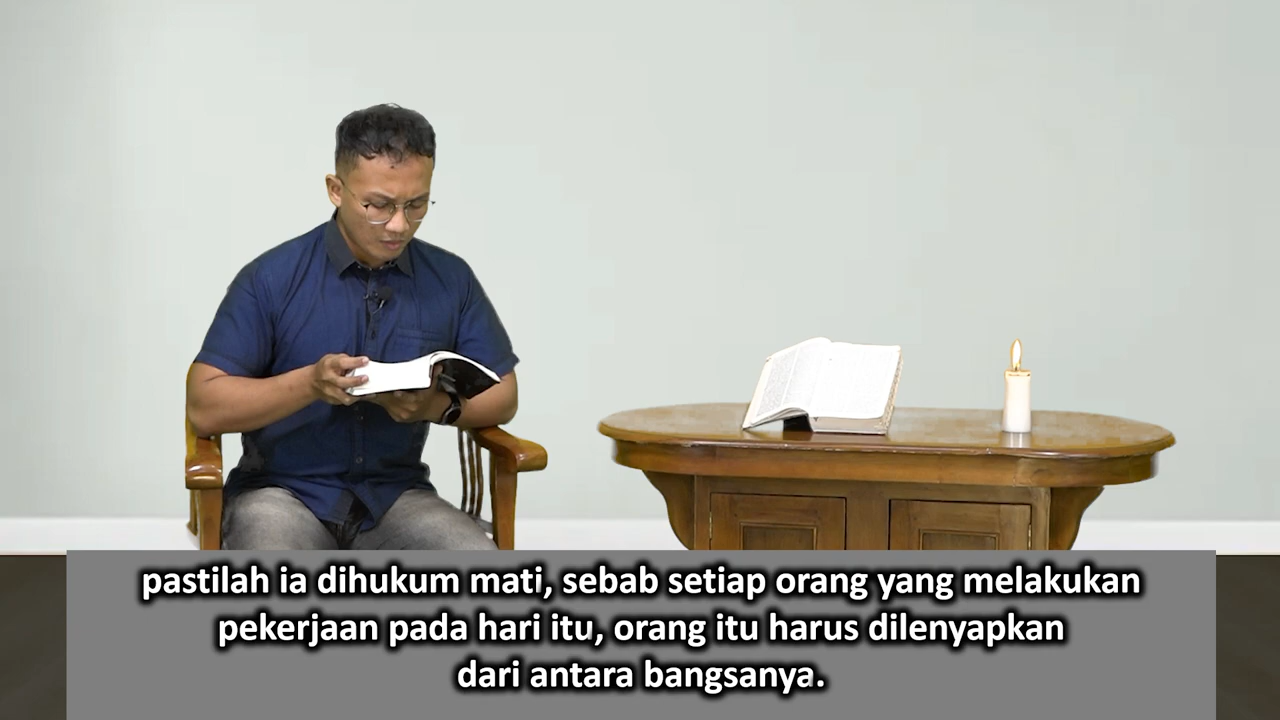 pastilah ia dihukum mati, sebab setiap orang yang melakukan
pekerjaan pada hari itu, orang itu harus dilenyapkan
dari antara bangsanya.